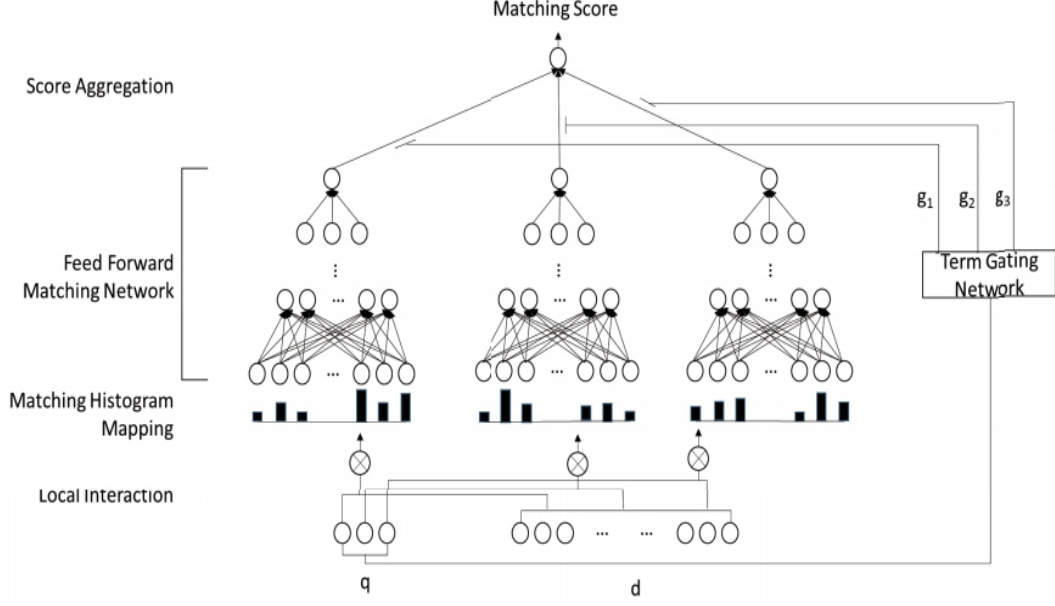 Matching Score
Score Aggregation
g1 g2 g3
Feed Forward
Matching Network
Term Gating
Network
...
...
...
... ... ...
... ... ...
Matching Histogram
Mapping
Local Interaction
... ...
q d